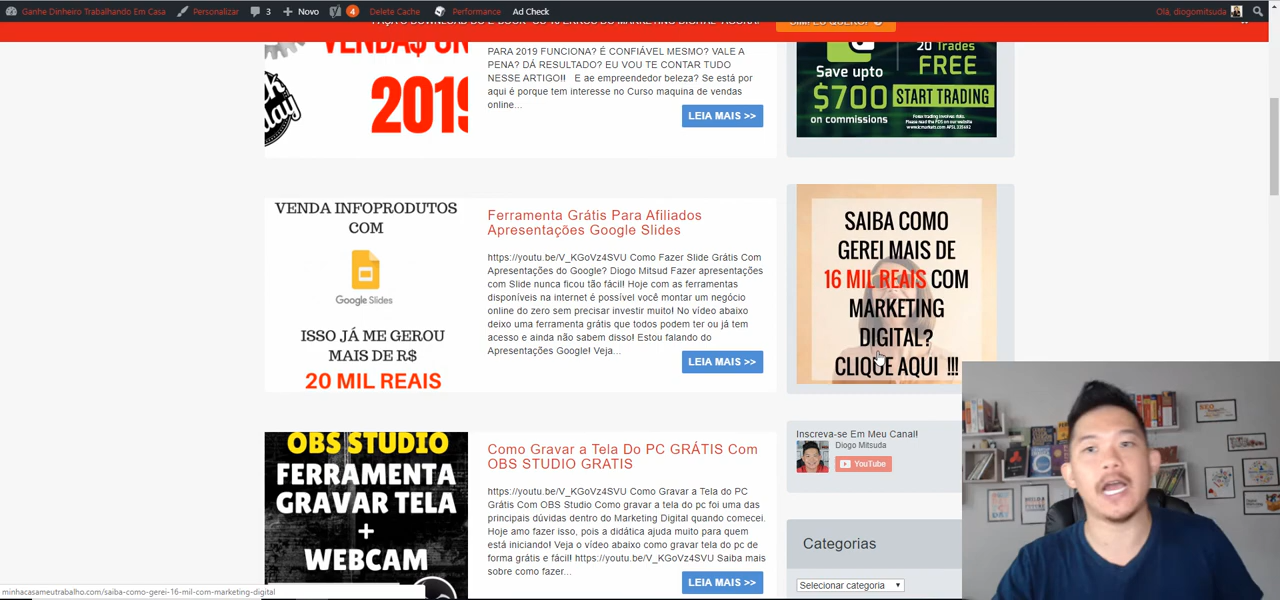 Ganhe Dinheiro Trabalhando Em Casa
Personalizar
3
Novo
4
Delete Cache
Performance
Ad Check
Olá, diogomitsuda
2019
PARA 2019 FUNCIONA? É CONFIÁVEL MESMO? VALE A
PENA? DÁ RESULTADO? EU VOU TE CONTAR TUDO
NESSE ARTIGO!! E ae empreendedor beleza? Se está por
aqui é porque tem interesse no Curso maquina de vendas
online...
LEIA MAIS >>
20 Trades
FREE
Save upto
$700
on commissions
START TRADING
VENDA INFOPRODUTOS
COM
Google Slides
ISSO JÁ ME GEROU
MAIS DE R$
20 MIL REAIS
Ferramenta Grátis Para Afiliados
Apresentações Google Slides
https://youtu.be/V_KGoVz4SVU Como Fazer Slide Grátis Com
Apresentações do Google? Diogo Mitsud Fazer apresentações
com Slide nunca ficou tão fácil! Hoje com as ferramentas
disponíveis na internet é possível você montar um negócio
online do zero sem precisar investir muito! No vídeo abaixo
deixo uma ferramenta grátis que todos podem ter ou já tem
acesso e ainda não sabem disso! Estou falando do
Apresentações Google! Veja...
LEIA MAIS >>
SAIBA COMO
GEREI MAIS DE
16 MIL REAIS COM
MARKETING
DIGITAL?
CLIQUE AQUI !!!
Inscreva-se Em Meu Canal!
Diogo Mitsuda
YouTube
OBS STUDIO
FERRAMENTA
GRAVAR TELA
+
WEBCAM
Como Gravar a Tela Do PC GRÁTIS Com
OBS STUDIO GRATIS
https://youtu.be/V_KGoVz4SVU Como Gravar a Tela do PC
Grátis Com OBS Studio Como gravar a tela do pc foi uma das
principais dúvidas dentro do Marketing Digital quando comecei.
Hoje amo fazer isso, pois a didática ajuda muito para quem
está iniciando! Veja o vídeo abaixo como gravar tela do pc de
forma grátis e fácil! https://youtu.be/V_KGoVz4SVU Saiba mais
sobre como fazer...
LEIA MAIS >>
Categorias
Selecionar categoria
minhacasameutrabalho.com/saiba-como-gerei-16-mil-com-marketing-digital